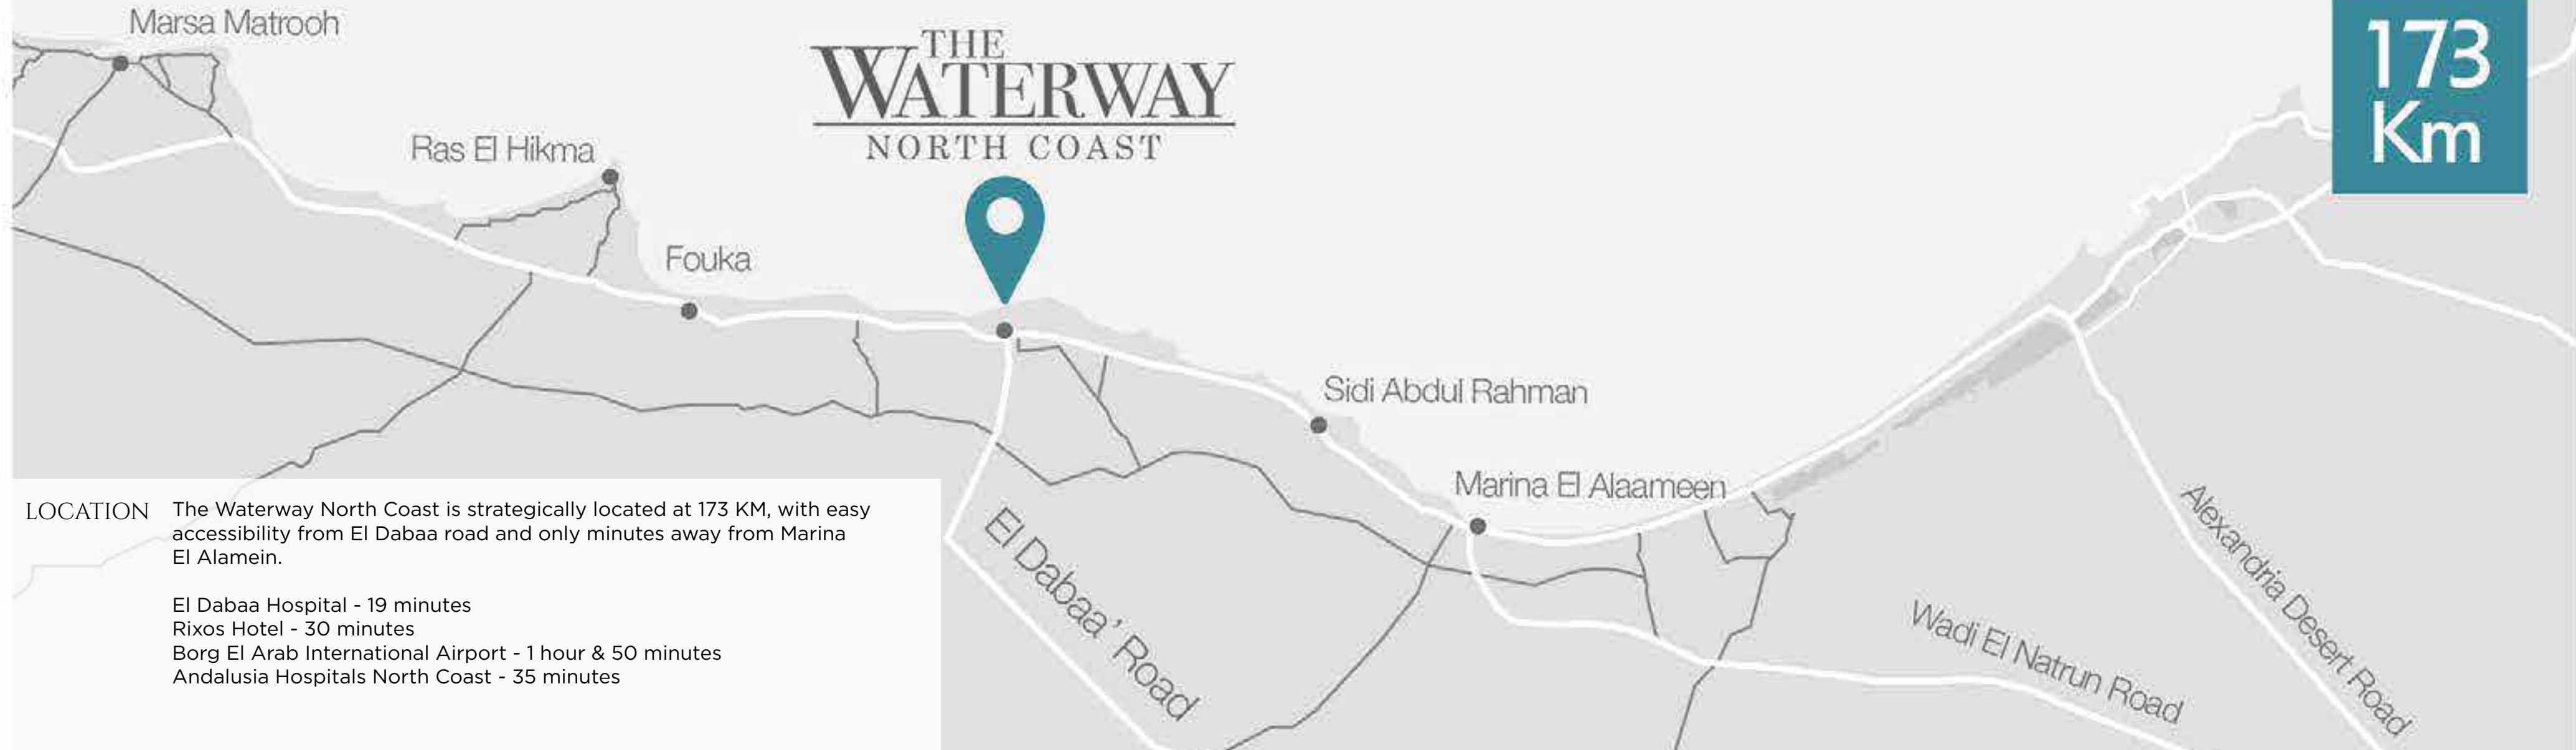 Marsa Matrooh
THE
WATERWAY
NORTH COAST
173
Km
Ras El Hikma
Fouka
Sidi Abdul Rahman
Marina El Alaameen
El Dabaa' Road
Wadi El Natrun Road
Alexandria Desert Road
LOCATION
The Waterway North Coast is strategically located at 173 KM, with easy
accessibility from El Dabaa road and only minutes away from Marina
El Alamein.
El Dabaa Hospital - 19 minutes
Rixos Hotel - 30 minutes
Borg El Arab International Airport - 1 hour & 50 minutes
Andalusia Hospitals North Coast - 35 minutes